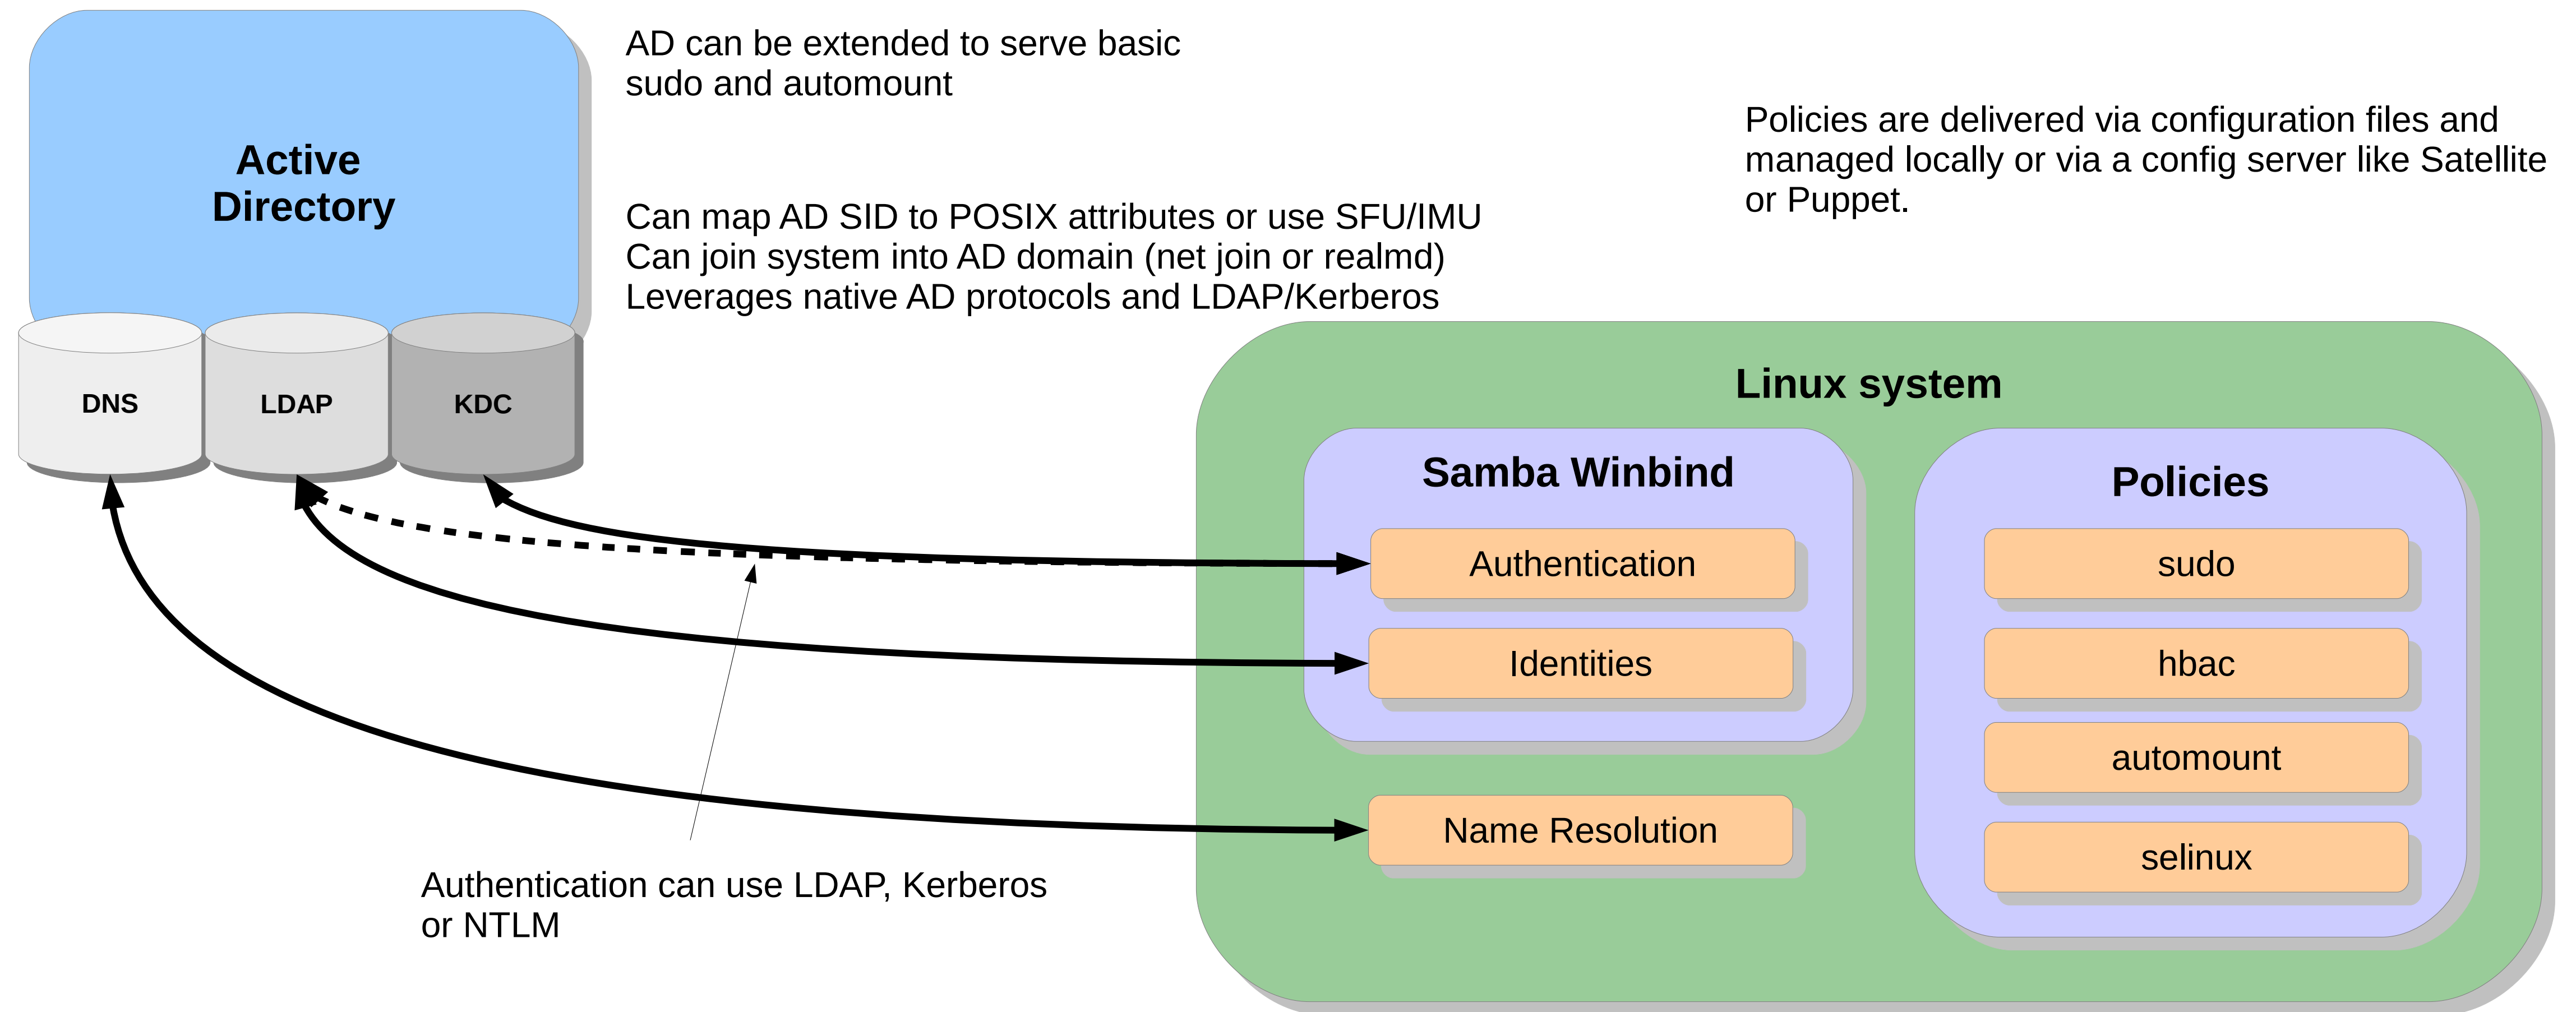 AD can be extended to serve basic
sudo and automount
Policies are delivered via configuration files and
managed locally or via a config server like Satellite
or Puppet.
Active
Directory
Can map AD SID to POSIX attributes or use SFU/IMU
Can join system into AD domain (net join or realmd)
Leverages native AD protocols and LDAP/Kerberos
DNS
LDAP
KDC
Linux system
Samba Winbind
Authentication
Identities
Name Resolution
Policies
sudo
hbac
automount
selinux
Authentication can use LDAP, Kerberos
or NTLM